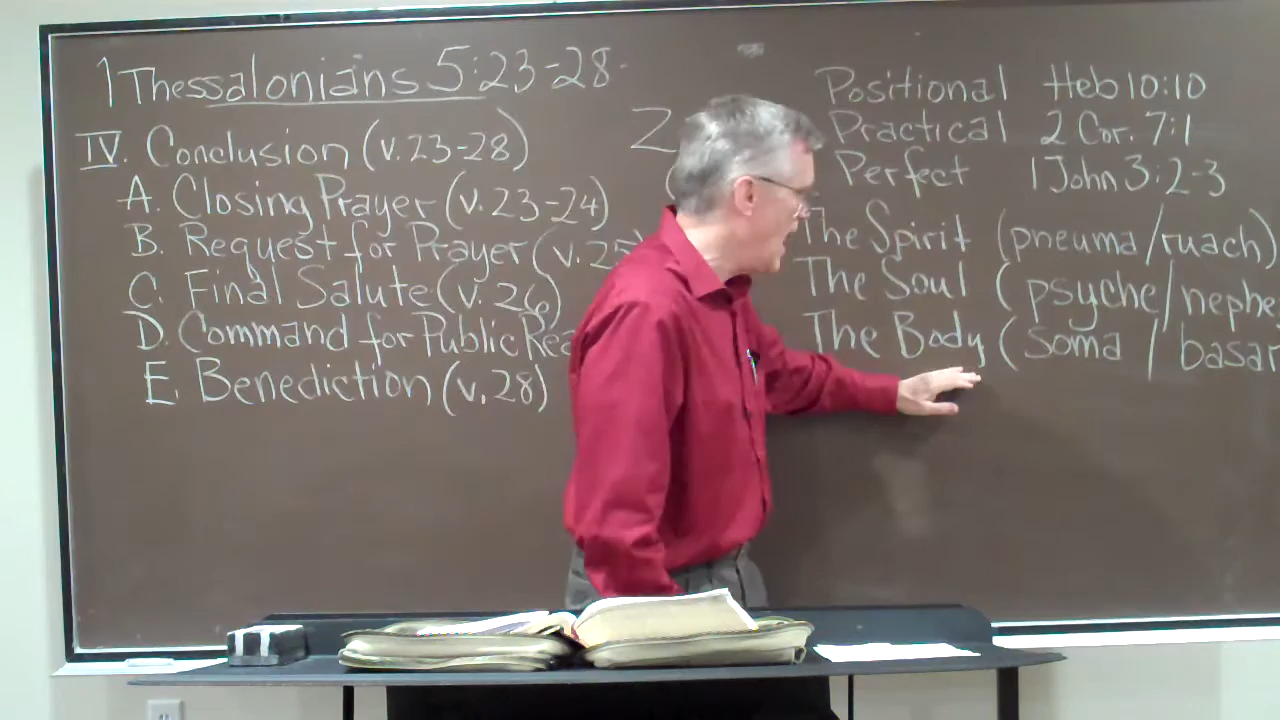 1 Thessalonians 5:23-28
IV. Conclusion (v.23-28)
A. Closing Prayer (v.23-24)
B. Request for Prayer (v.25)
C. Final Salute (v.26)
D. Command for Public
E. Benediction (v.28)
Positional Heb 10:10
Practical 2 Cor. 7:1
Perfect 1 John 3:2-3
The Spirit (pneuma/ruach)
The Soul (psyche/nephe
The Body (soma / basar